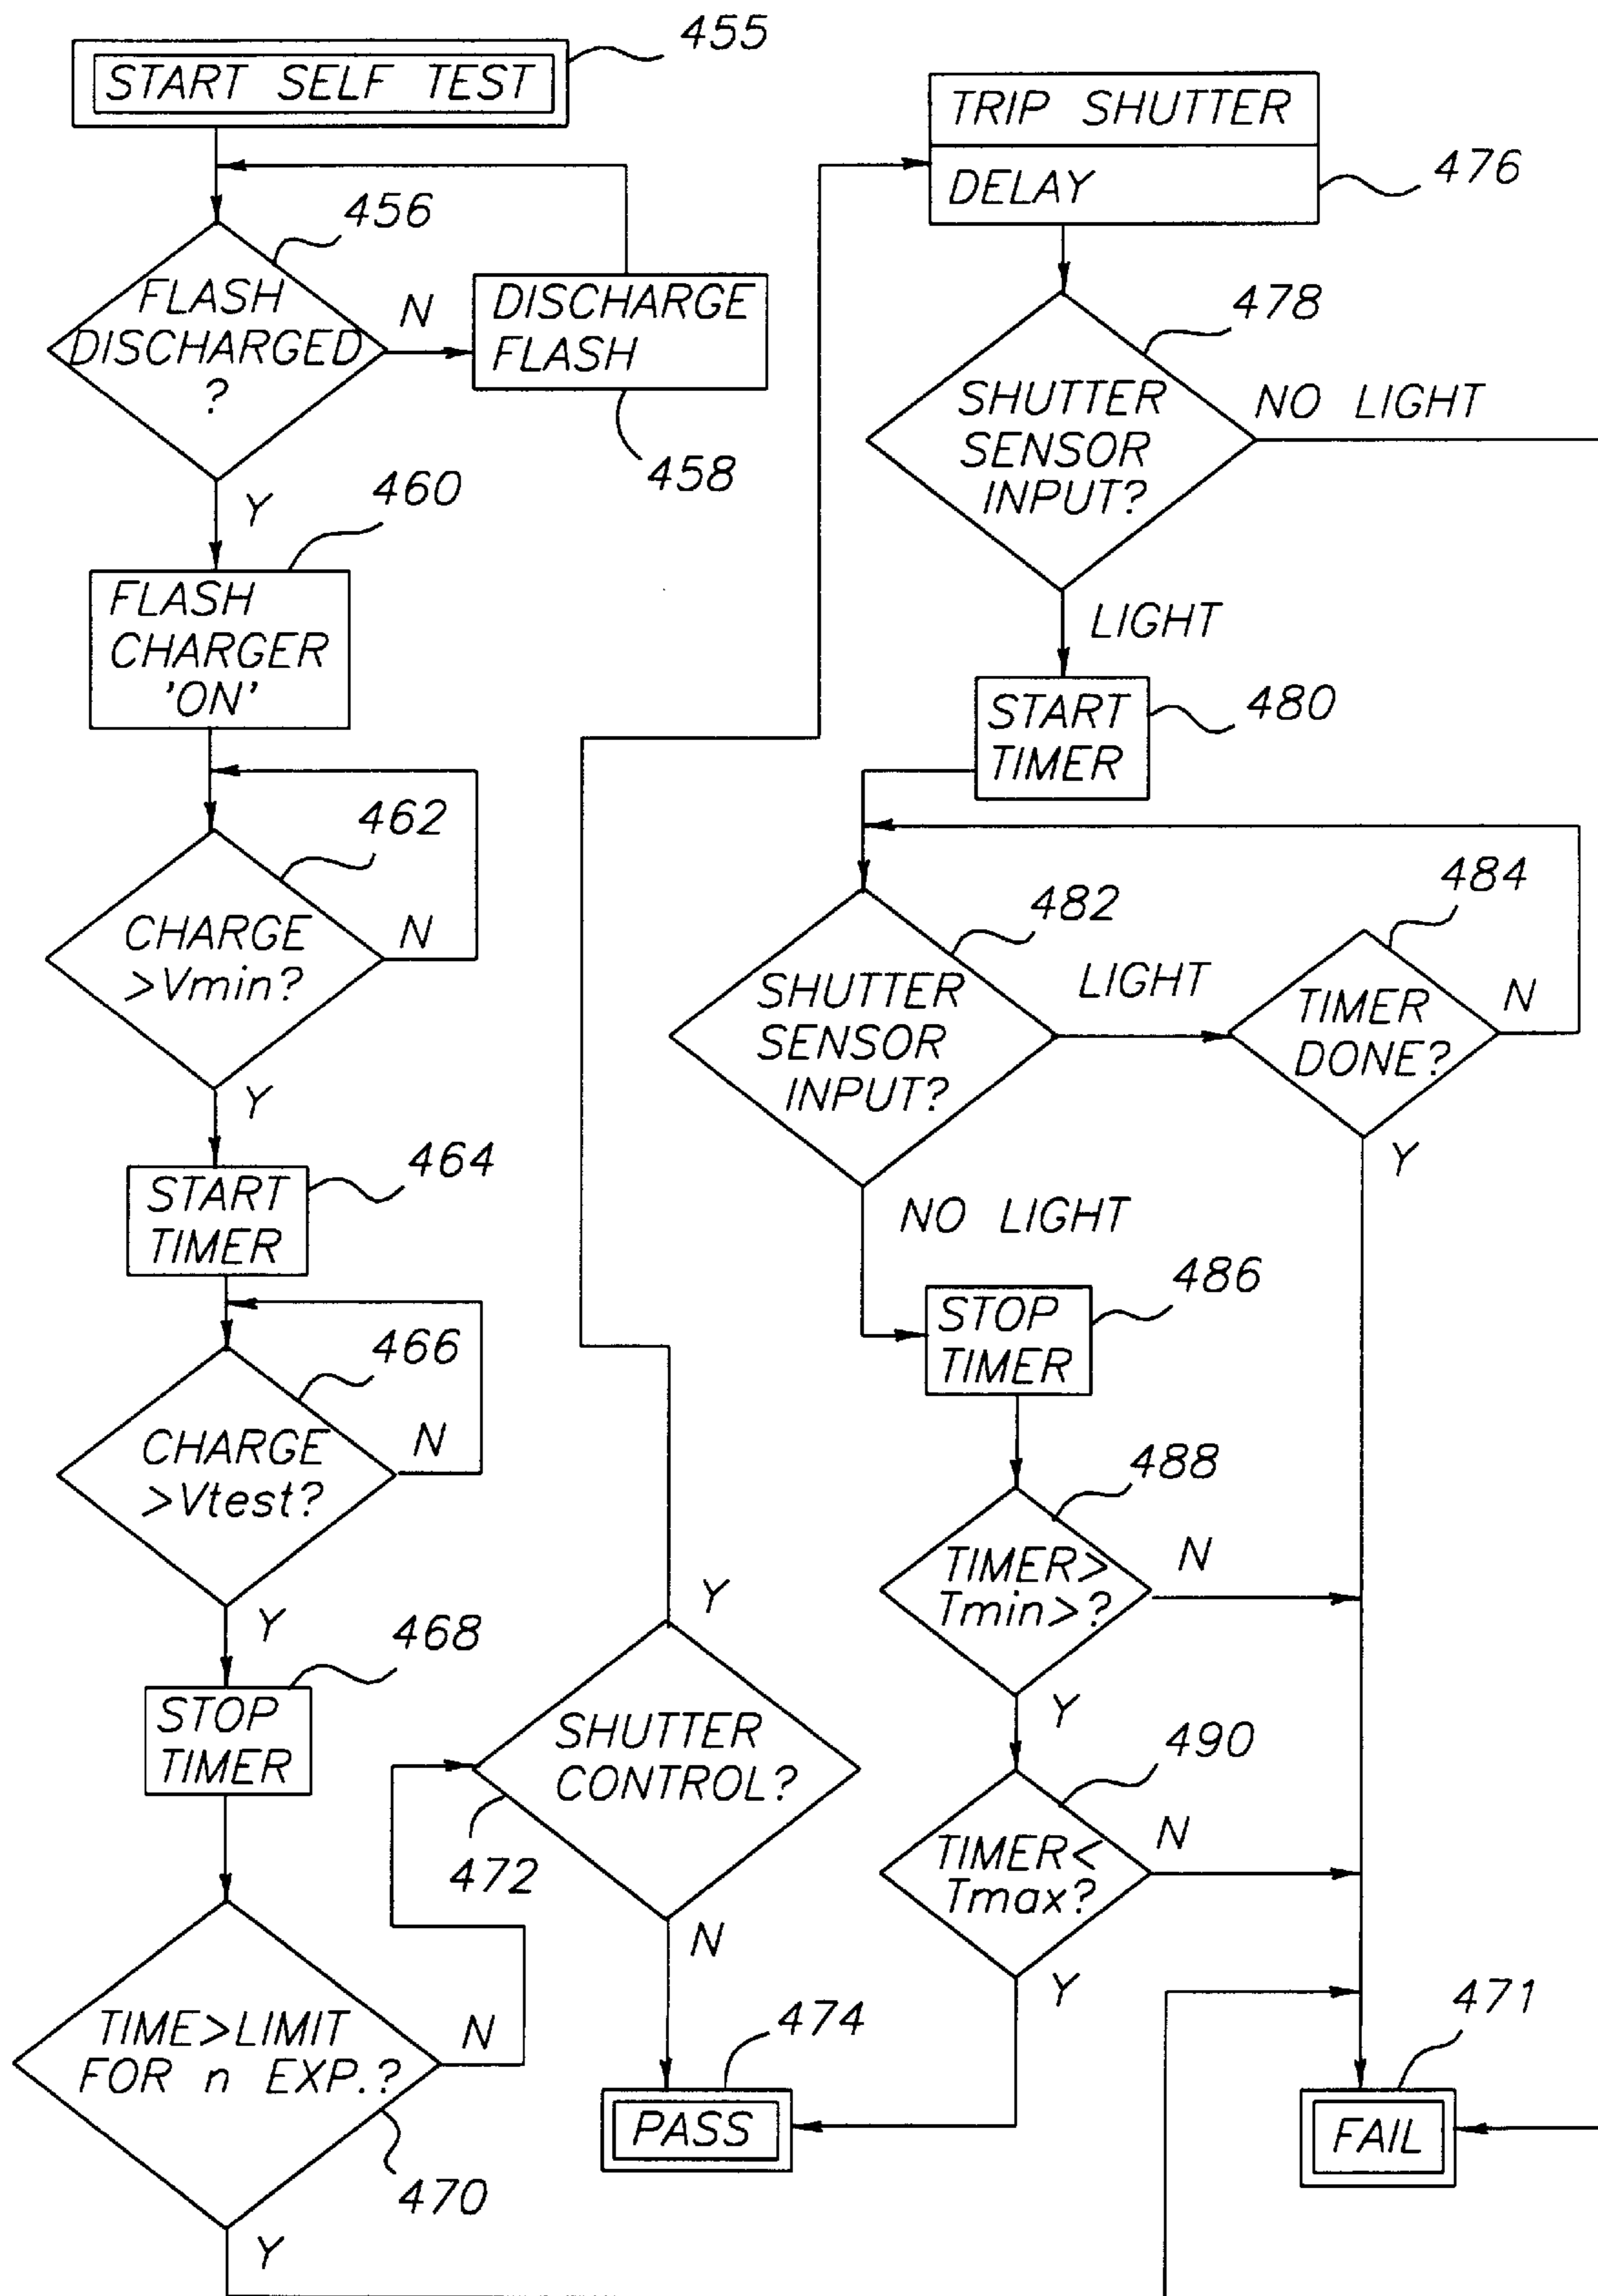 455
START SELF TEST
456
FLASH
DISCHARGED
?
N
DISCHARGE
FLASH
458
Y
460
FLASH
CHARGER
'ON'
462
CHARGE
>Vmin?
N
Y
464
START
TIMER
466
CHARGE
>Vtest?
N
Y
468
STOP
TIMER
TIME>LIMIT
FOR n EXP.?
N
470
Y
Y
SHUTTER
CONTROL?
472
N
474
PASS
TRIP SHUTTER
DELAY
476
478
SHUTTER
SENSOR
INPUT?
NO LIGHT
LIGHT
480
START
TIMER
482
SHUTTER
SENSOR
INPUT?
LIGHT
484
TIMER
DONE?
N
Y
NO LIGHT
486
STOP
TIMER
488
TIMER>
Tmin>?
N
Y
490
TIMER<
Tmax?
N
Y
471
FAIL